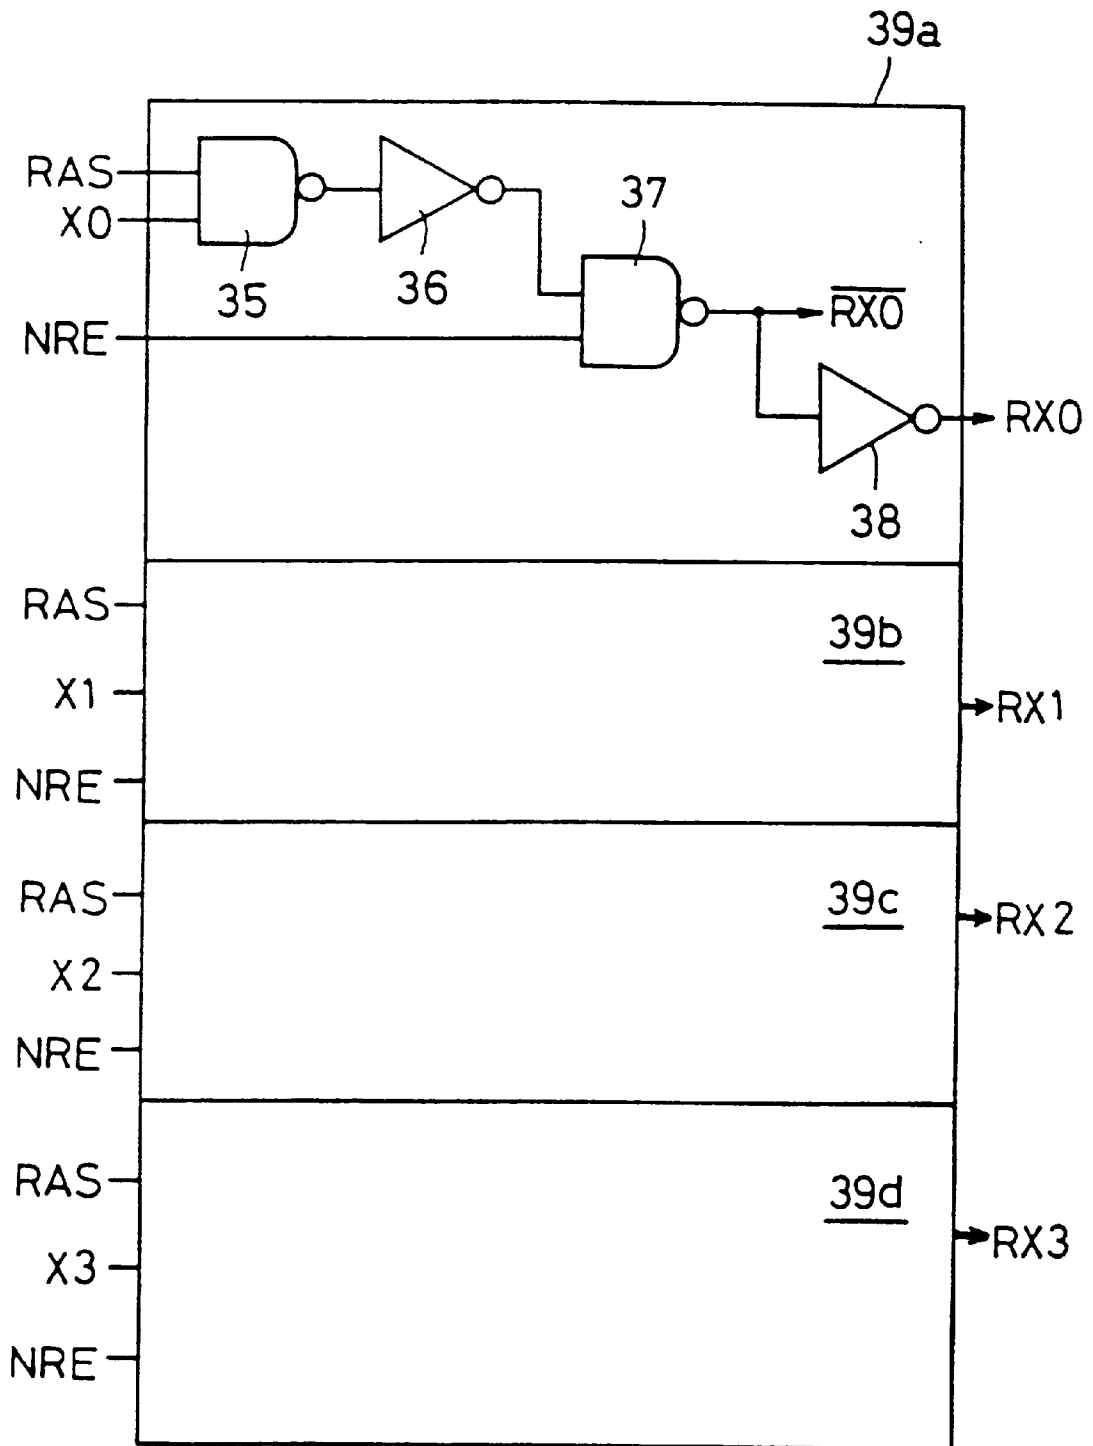 39a
RAS
X0
35
36
37
NRE
R̅X̅0̅
RX0
38
RAS
39b
X1
RX1
NRE
RAS
39c
RX2
X2
NRE
RAS
39d
RX3
X3
NRE